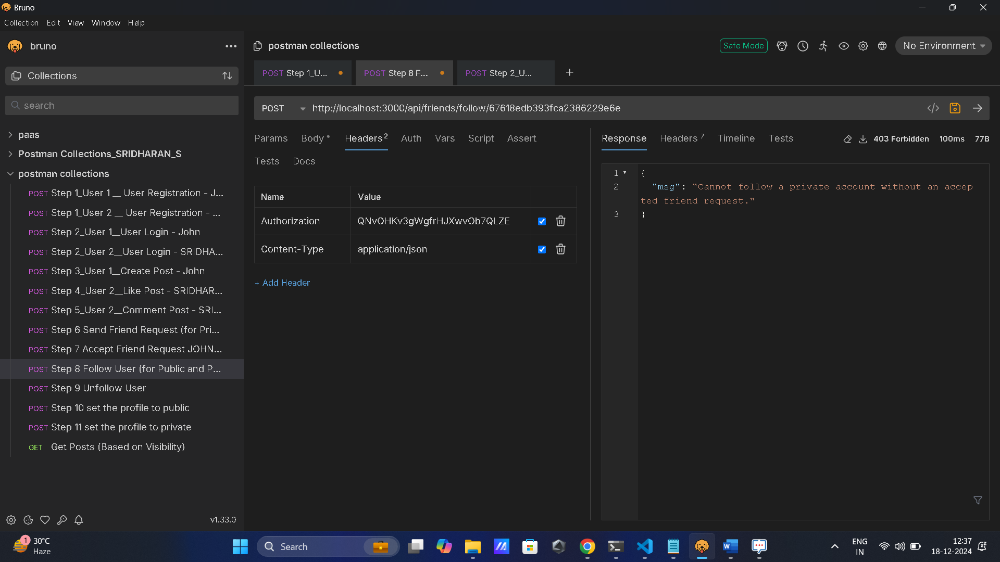 Bruno
Collection Edit View Window Help
bruno
Collections
search
paas
Postman Collections_SRIDHARAN_S
postman collections
POST Step 1_User 1 __ User Registration - J...
POST Step 1_User 2 __ User Registration - ...
POST Step 2_User 1__User Login - John
POST Step 2_User 2__User Login - SRIDHA...
POST Step 3_User 1__Create Post - John
POST Step 4_User 2__Like Post - SRIDHAR...
POST Step 5_User 2__Comment Post - SRI...
POST Step 6 Send Friend Request (for Pri...
POST Step 7 Accept Friend Request JOHN...
POST Step 8 Follow User (for Public and P...
POST Step 9 Unfollow User
POST Step 10 set the profile to public
POST Step 11 set the profile to private
GET Get Posts (Based on Visibility)
v1.33.0
postman collections
Safe Mode
No Environment
POST Step 1_U...
POST Step 8 F...
POST Step 2_U...
+
POST
http://localhost:3000/api/friends/follow/67618edb393fca2386229e6e
Params Body Headers 2 Auth Vars Script Assert
Tests Docs
Name Value
Authorization QNvOHKv3gWgfrHJXwvOb7QLZE
Content-Type application/json
+ Add Header
Response Headers 7 Timeline Tests
403 Forbidden 100ms 77B
1 {
2 "msg": "Cannot follow a private account without an accep
ted friend request."
3 }
1
30°C
Haze
Search
ENG
IN
12:37
18-12-2024